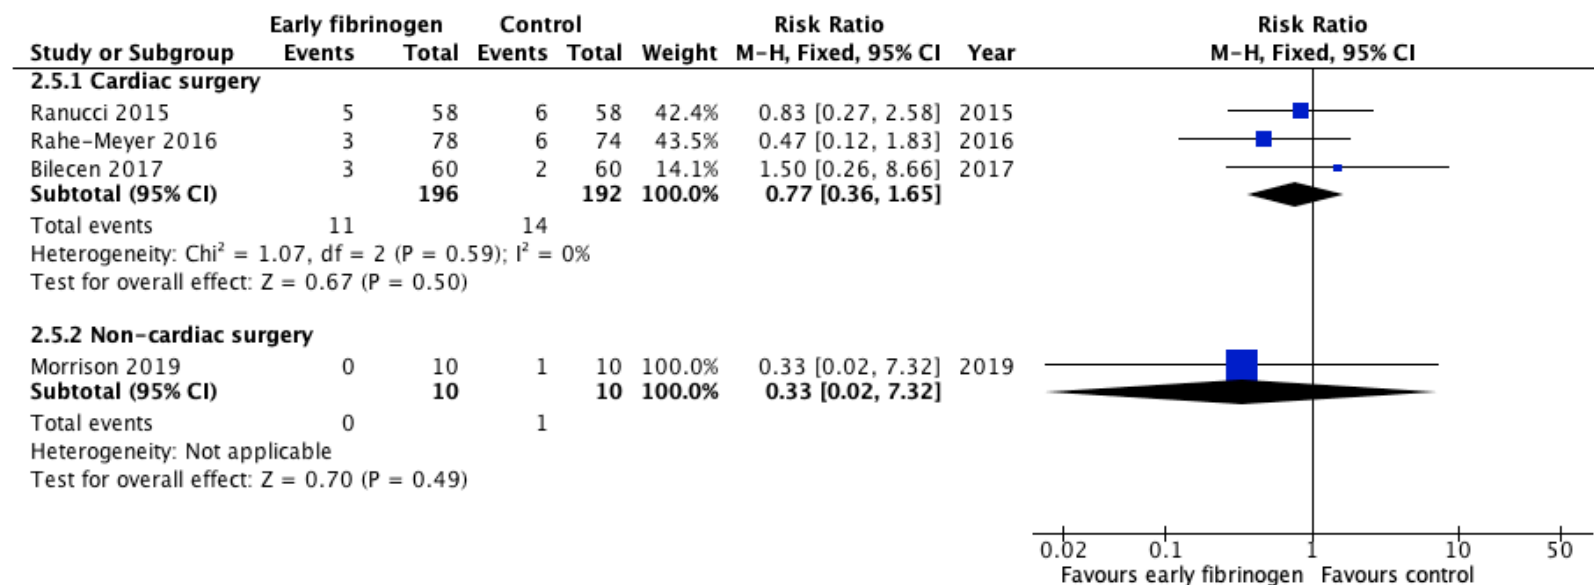 Early fibrinogen Control Risk Ratio Risk Ratio
Study or Subgroup Events Total Events Total Weight M-H, Fixed, 95% CI Year M-H, Fixed, 95% CI
2.5.1 Cardiac surgery
Ranucci 2015 5 58 6 58 42.4% 0.83 [0.27, 2.58] 2015
Rahe-Meyer 2016 3 78 6 74 43.5% 0.47 [0.12, 1.83] 2016
Bilecen 2017 3 60 2 60 14.1% 1.50 [0.26, 8.66] 2017
Subtotal (95% CI) 196 192 100.0% 0.77 [0.36, 1.65]
Total events 11 14
Heterogeneity: Chi² = 1.07, df = 2 (P = 0.59); I² = 0%
Test for overall effect: Z = 0.67 (P = 0.50)
2.5.2 Non-cardiac surgery
Morrison 2019 0 10 1 10 100.0% 0.33 [0.02, 7.32] 2019
Subtotal (95% CI) 10 10 100.0% 0.33 [0.02, 7.32]
Total events 0 1
Heterogeneity: Not applicable
Test for overall effect: Z = 0.70 (P = 0.49)
0.02 0.1 1 10 50
Favours early fibrinogen Favours control